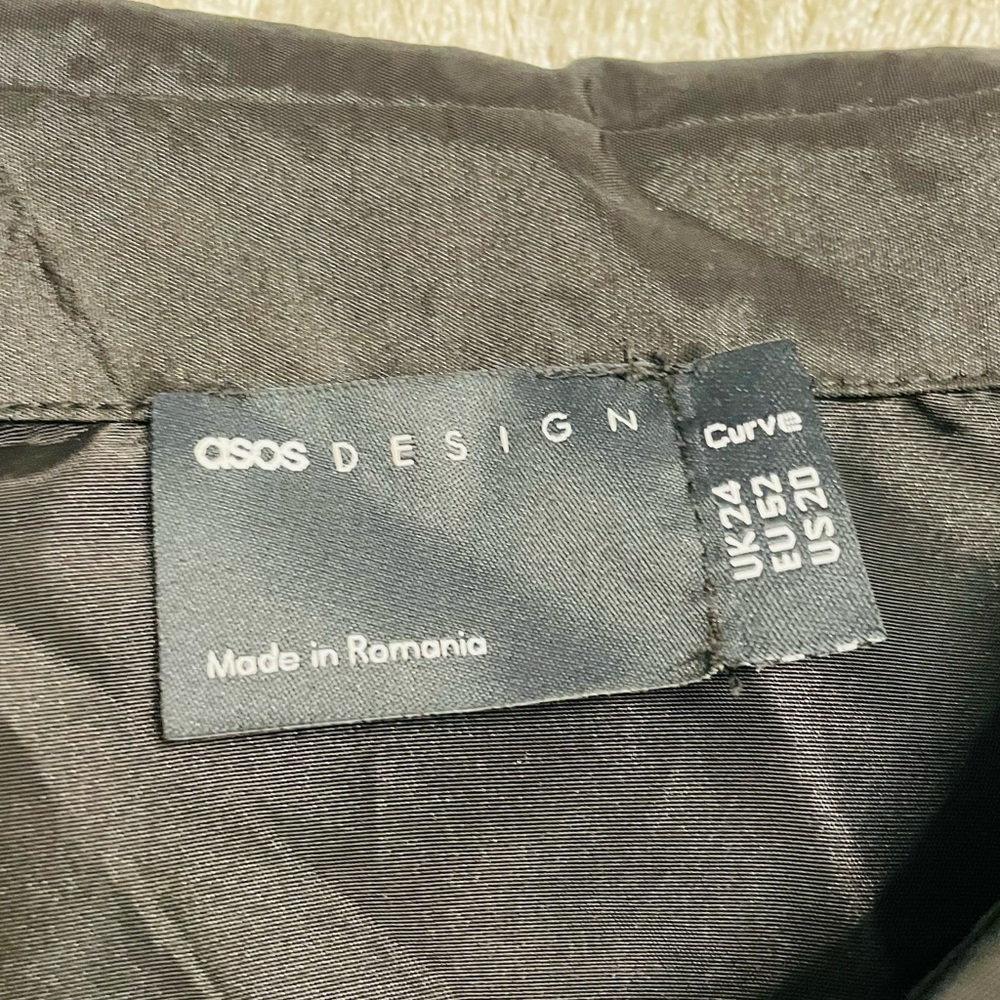 asos DESIGN
Made in Romania
Curve
UK24
EU52
US20